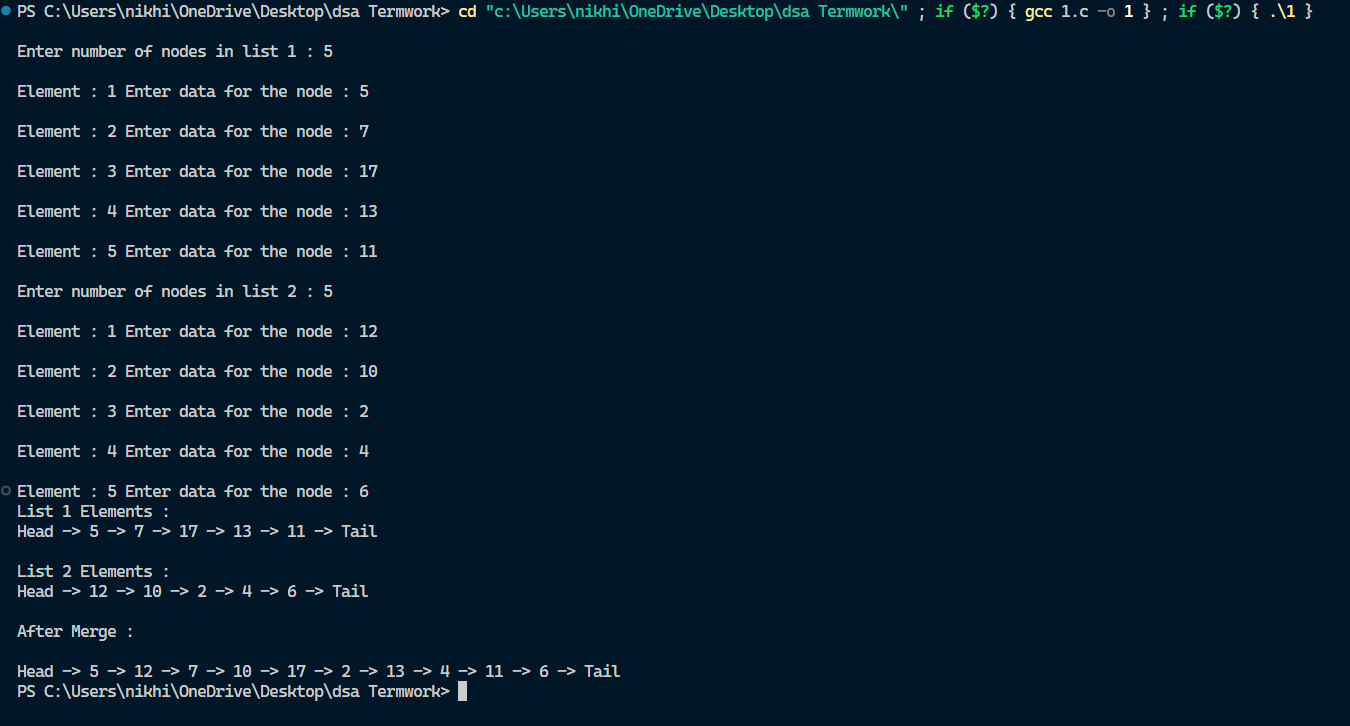 PS C:\Users\nikhi\OneDrive\Desktop\dsa Termwork> cd "c:\Users\nikhi\OneDrive\Desktop\dsa Termwork\" ; if ($?) { gcc 1.c -o 1 } ; if ($?) { .\1 }
Enter number of nodes in list 1 : 5
Element : 1 Enter data for the node : 5
Element : 2 Enter data for the node : 7
Element : 3 Enter data for the node : 17
Element : 4 Enter data for the node : 13
Element : 5 Enter data for the node : 11
Enter number of nodes in list 2 : 5
Element : 1 Enter data for the node : 12
Element : 2 Enter data for the node : 10
Element : 3 Enter data for the node : 2
Element : 4 Enter data for the node : 4
Element : 5 Enter data for the node : 6
List 1 Elements :
Head -> 5 -> 7 -> 17 -> 13 -> 11 -> Tail
List 2 Elements :
Head -> 12 -> 10 -> 2 -> 4 -> 6 -> Tail
After Merge :
Head -> 5 -> 12 -> 7 -> 10 -> 17 -> 2 -> 13 -> 4 -> 11 -> 6 -> Tail
PS C:\Users\nikhi\OneDrive\Desktop\dsa Termwork>